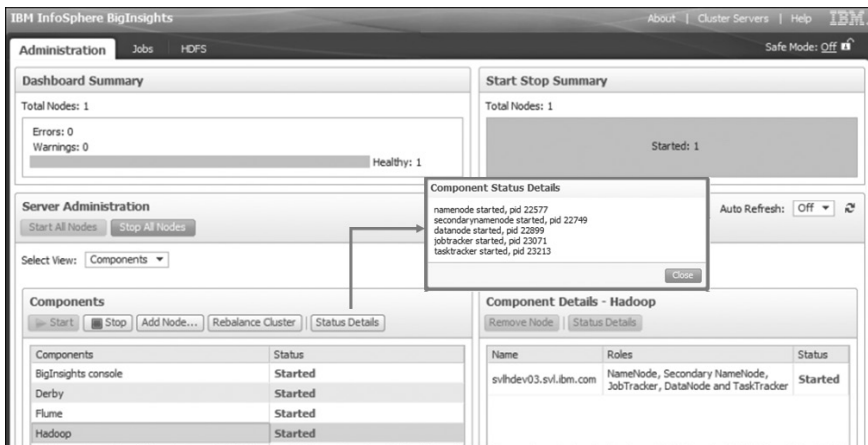 IBM InfoSphere BigInsights
About | Cluster Servers | Help IBM
Administration Jobs HDFS
Safe Mode: Off
Dashboard Summary
Total Nodes: 1
Errors: 0
Warnings: 0
Healthy: 1
Start Stop Summary
Total Nodes: 1
Started: 1
Server Administration
Start All Nodes Stop All Nodes
Auto Refresh: Off
Select View: Components
Component Status Details
namenode started, pid 22577
secondarynamenode started, pid 22749
datanode started, pid 22899
jobtracker started, pid 23071
tasktracker started, pid 23213
Close
Components
Start Stop Add Node... Rebalance Cluster | Status Details
Components Status
BigInsights console Started
Derby Started
Flume Started
Hadoop Started
Component Details - Hadoop
Remove Node | Status Details
Name Roles Status
svlhdev03.svl.ibm.com NameNode, Secondary NameNode, Started
JobTracker, DataNode and TaskTracker